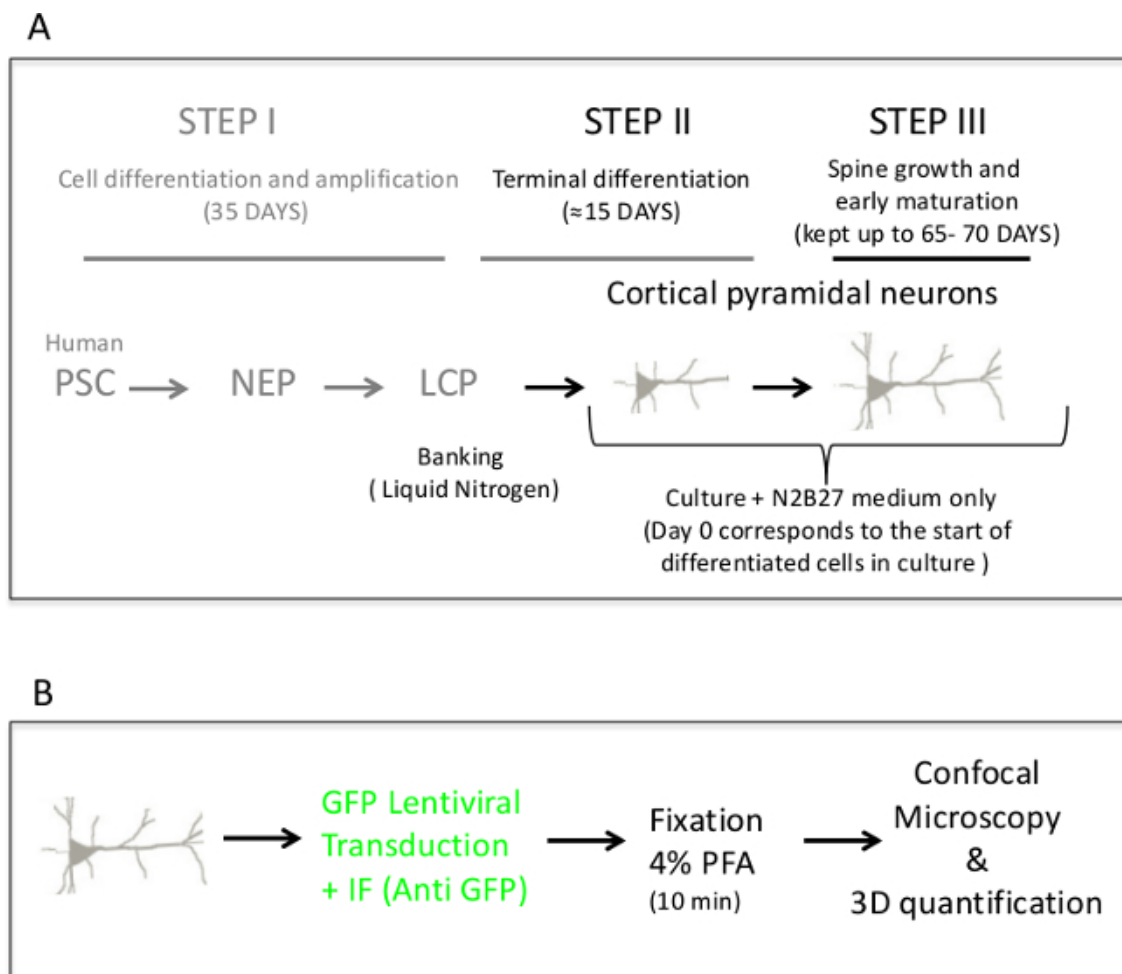 A
STEP I
Cell differentiation and amplification
(35 DAYS)
STEP II
Terminal differentiation
(≈15 DAYS)
STEP III
Spine growth and
early maturation
(kept up to 65- 70 DAYS)
Cortical pyramidal neurons
Human
PSC
NEP
LCP
Banking
( Liquid Nitrogen)
Culture + N2B27 medium only
(Day 0 corresponds to the start of
differentiated cells in culture )
B
GFP Lentiviral
Transduction
+ IF (Anti GFP)
Fixation
4% PFA
(10 min)
Confocal
Microscopy
&
3D quantification